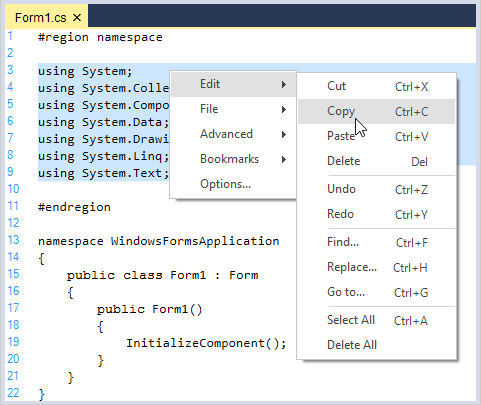 Form1.cs
1 #region namespace
2
3 using System;
4 using System.Colle
5 using System.Compo
6 using System.Data;
7 using System.Drawi
8 using System.Linq;
9 using System.Text;
10
11 #endregion
12
13 namespace WindowsFormsApplication
14 {
15 public class Form1 : Form
16 {
17 public Form1()
18 {
19 InitializeComponent();
20 }
21 }
22 }
Edit
File
Advanced
Bookmarks
Options...
Cut Ctrl+X
Copy Ctrl+C
Paste Ctrl+V
Delete Del
Undo Ctrl+Z
Redo Ctrl+Y
Find... Ctrl+F
Replace... Ctrl+H
Go to... Ctrl+G
Select All Ctrl+A
Delete All